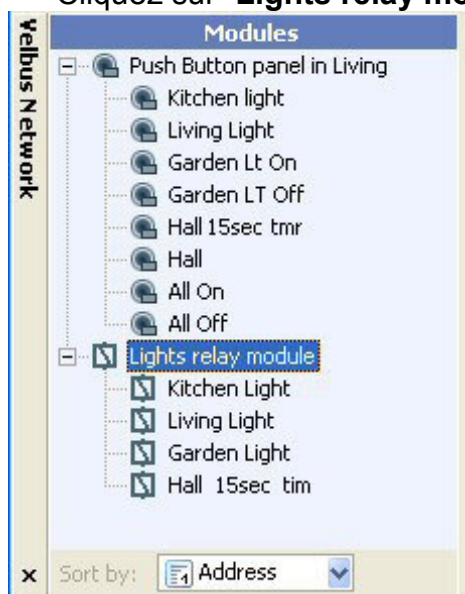 Cliquez sur "Lights relay mo
Velbus Network
Modules
Push Button panel in Living
Kitchen light
Living Light
Garden Lt On
Garden LT Off
Hall 15sec tmr
Hall
All On
All Off
Lights relay module
Kitchen Light
Living Light
Garden Light
Hall 15sec tim
x Sort by: Address